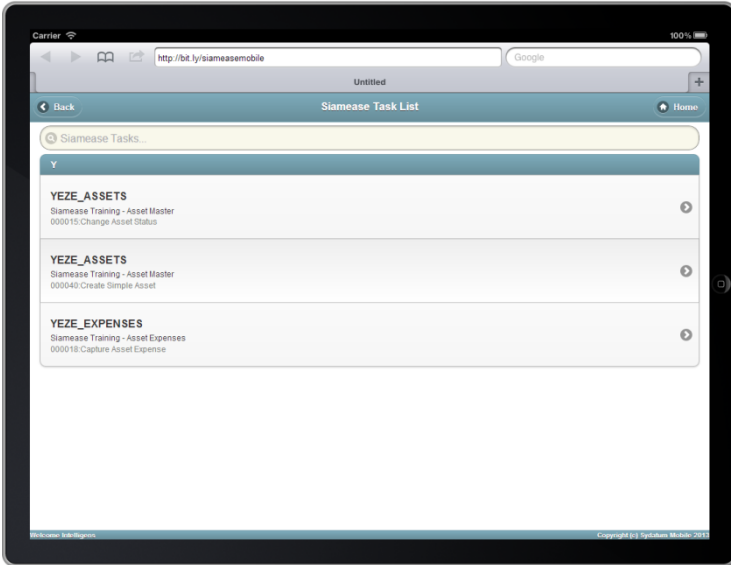 Carrier 100%
http://bit.ly/siameasemobile Google
Untitled
Back Siamease Task List Home
Siamease Tasks...
Y
YEZE_ASSETS
Siamease Training - Asset Master
000015:Change Asset Status
YEZE_ASSETS
Siamease Training - Asset Master
000040:Create Simple Asset
YEZE_EXPENSES
Siamease Training - Asset Expenses
000018:Capture Asset Expense
Welcome Intelligens Copyright (c) Sydatum Mobile 2013